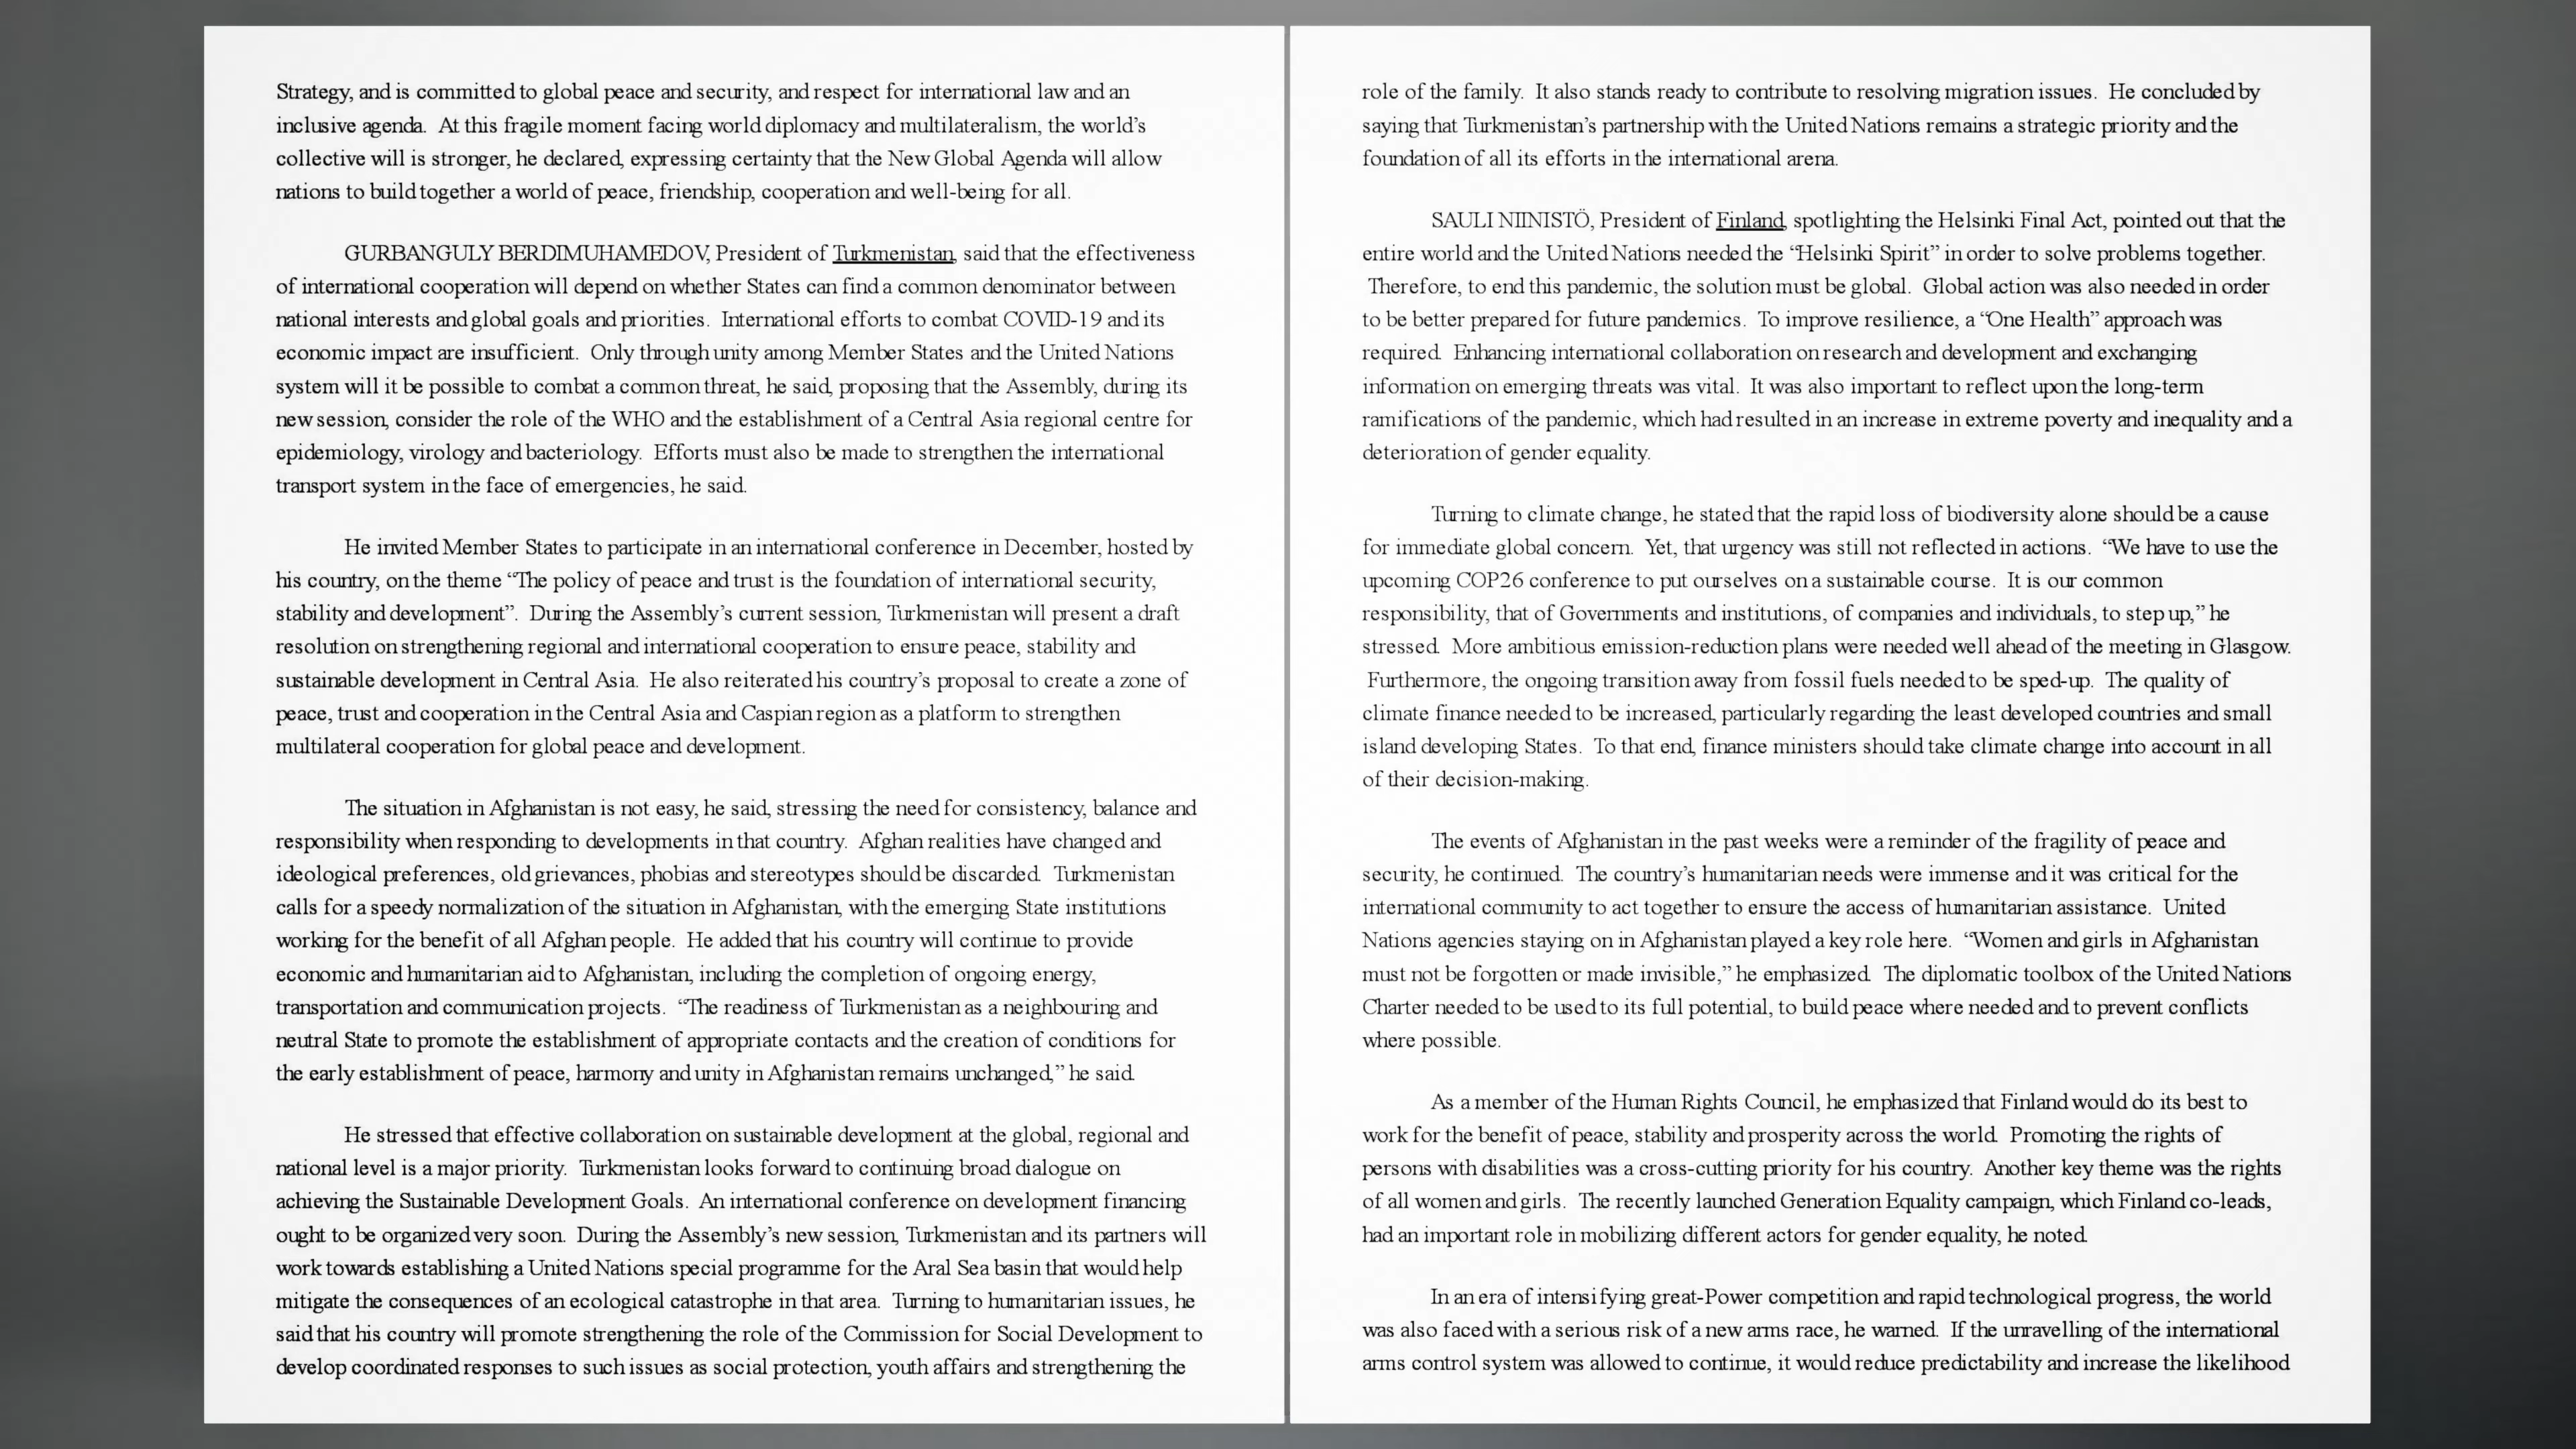 Strategy, and is committed to global peace and security, and respect for international law and an
inclusive agenda.  At this fragile moment facing world diplomacy and multilateralism, the world's
collective will is stronger, he declared, expressing certainty that the New Global Agenda will allow
nations to build together a world of peace, friendship, cooperation and well-being for all.
GURBANGULY BERDIMUHAMEDOV, President of Turkmenistan, said that the effectiveness
of international cooperation will depend on whether States can find a common denominator between
national interests and global goals and priorities.  International efforts to combat COVID-19 and its
economic impact are insufficient.  Only through unity among Member States and the United Nations
system will it be possible to combat a common threat, he said, proposing that the Assembly, during its
new session, consider the role of the WHO and the establishment of a Central Asia regional centre for
epidemiology, virology and bacteriology.  Efforts must also be made to strengthen the international
transport system in the face of emergencies, he said.
He invited Member States to participate in an international conference in December, hosted by
his country, on the theme “The policy of peace and trust is the foundation of international security,
stability and development”.  During the Assembly's current session, Turkmenistan will present a draft
resolution on strengthening regional and international cooperation to ensure peace, stability and
sustainable development in Central Asia.  He also reiterated his country's proposal to create a zone of
peace, trust and cooperation in the Central Asia and Caspian region as a platform to strengthen
multilateral cooperation for global peace and development.
The situation in Afghanistan is not easy, he said, stressing the need for consistency, balance and
responsibility when responding to developments in that country.  Afghan realities have changed and
ideological preferences, old grievances, phobias and stereotypes should be discarded.  Turkmenistan
calls for a speedy normalization of the situation in Afghanistan, with the emerging State institutions
working for the benefit of all Afghan people.  He added that his country will continue to provide
economic and humanitarian aid to Afghanistan, including the completion of ongoing energy,
transportation and communication projects.  “The readiness of Turkmenistan as a neighbouring and
neutral State to promote the establishment of appropriate contacts and the creation of conditions for
the early establishment of peace, harmony and unity in Afghanistan remains unchanged,” he said.
He stressed that effective collaboration on sustainable development at the global, regional and
national level is a major priority.  Turkmenistan looks forward to continuing broad dialogue on
achieving the Sustainable Development Goals.  An international conference on development financing
ought to be organized very soon.  During the Assembly's new session, Turkmenistan and its partners will
work towards establishing a United Nations special programme for the Aral Sea basin that would help
mitigate the consequences of an ecological catastrophe in that area.  Turning to humanitarian issues, he
said that his country will promote strengthening the role of the Commission for Social Development to
develop coordinated responses to such issues as social protection, youth affairs and strengthening the
role of the family.  It also stands ready to contribute to resolving migration issues.  He concluded by
saying that Turkmenistan's partnership with the United Nations remains a strategic priority and the
foundation of all its efforts in the international arena.
SAULI NIINISTÖ, President of Finland, spotlighting the Helsinki Final Act, pointed out that the
entire world and the United Nations needed the “Helsinki Spirit” in order to solve problems together.
Therefore, to end this pandemic, the solution must be global.  Global action was also needed in order
to be better prepared for future pandemics.  To improve resilience, a “One Health” approach was
required.  Enhancing international collaboration on research and development and exchanging
information on emerging threats was vital.  It was also important to reflect upon the long-term
ramifications of the pandemic, which had resulted in an increase in extreme poverty and inequality and a
deterioration of gender equality.
Turning to climate change, he stated that the rapid loss of biodiversity alone should be a cause
for immediate global concern.  Yet, that urgency was still not reflected in actions.  “We have to use the
upcoming COP26 conference to put ourselves on a sustainable course.  It is our common
responsibility, that of Governments and institutions, of companies and individuals, to step up,” he
stressed.  More ambitious emission-reduction plans were needed well ahead of the meeting in Glasgow.
Furthermore, the ongoing transition away from fossil fuels needed to be sped-up.  The quality of
climate finance needed to be increased, particularly regarding the least developed countries and small
island developing States.  To that end, finance ministers should take climate change into account in all
of their decision-making.
The events of Afghanistan in the past weeks were a reminder of the fragility of peace and
security, he continued.  The country's humanitarian needs were immense and it was critical for the
international community to act together to ensure the access of humanitarian assistance.  United
Nations agencies staying on in Afghanistan played a key role here.  “Women and girls in Afghanistan
must not be forgotten or made invisible,” he emphasized.  The diplomatic toolbox of the United Nations
Charter needed to be used to its full potential, to build peace where needed and to prevent conflicts
where possible.
As a member of the Human Rights Council, he emphasized that Finland would do its best to
work for the benefit of peace, stability and prosperity across the world.  Promoting the rights of
persons with disabilities was a cross-cutting priority for his country.  Another key theme was the rights
of all women and girls.  The recently launched Generation Equality campaign, which Finland co-leads,
had an important role in mobilizing different actors for gender equality, he noted.
In an era of intensifying great-Power competition and rapid technological progress, the world
was also faced with a serious risk of a new arms race, he warned.  If the unravelling of the international
arms control system was allowed to continue, it would reduce predictability and increase the likelihood